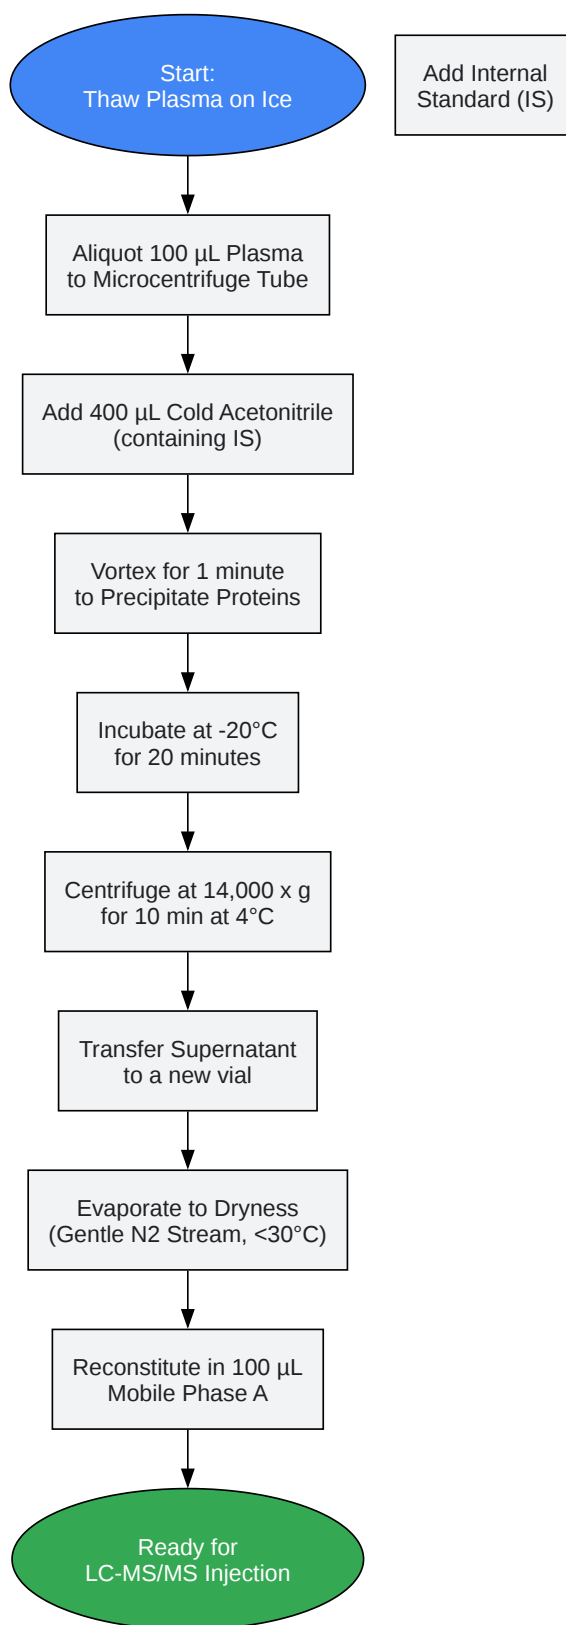 Start:
Thaw Plasma on Ice
Add Internal
Standard (IS)
Aliquot 100 µL Plasma
to Microcentrifuge Tube
Add 400 µL Cold Acetonitrile
(containing IS)
Vortex for 1 minute
to Precipitate Proteins
Incubate at -20°C
for 20 minutes
Centrifuge at 14,000 x g
for 10 min at 4°C
Transfer Supernatant
to a new vial
Evaporate to Dryness
(Gentle N2 Stream, <30°C)
Reconstitute in 100 µL
Mobile Phase A
Ready for
LC-MS/MS Injection